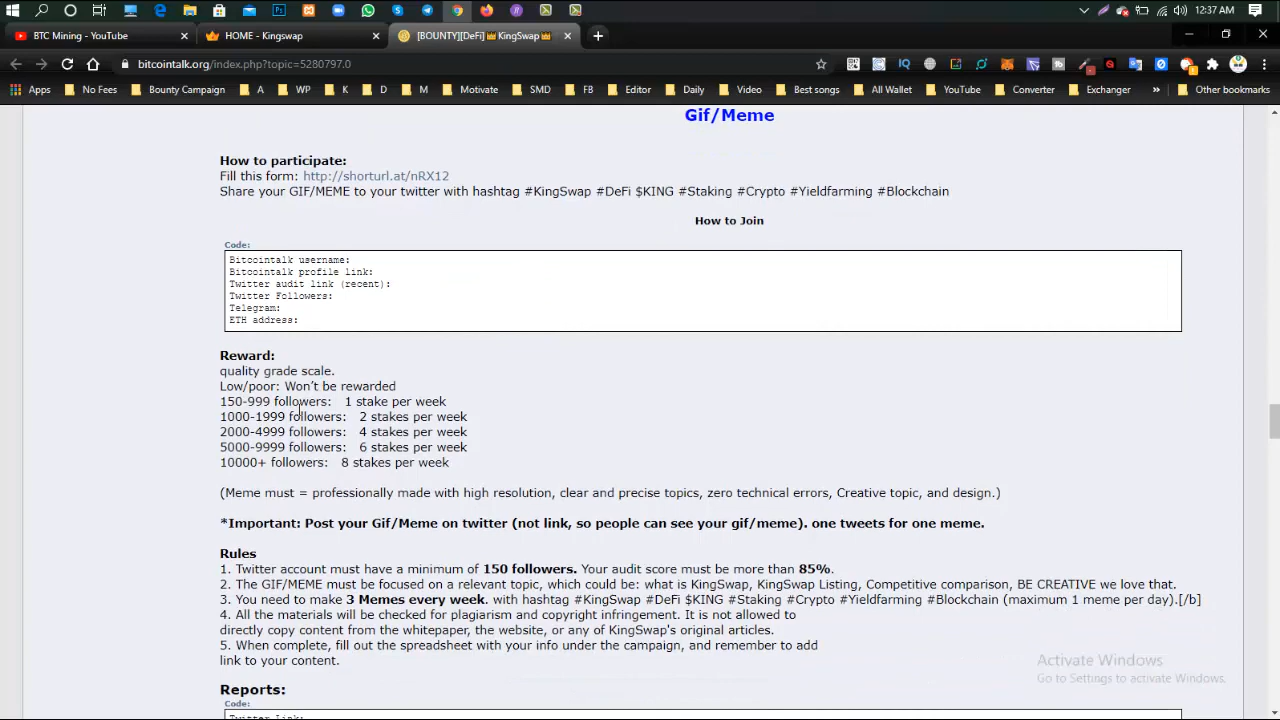 12:37 AM
BTC Mining - YouTube
HOME - Kingswap
[BOUNTY][DeFi] 👑KingSwap👑
bitcointalk.org/index.php?topic=5280797.0
Apps No Fees Bounty Campaign A WP K D M Motivate SMD FB Editor Daily Video Best songs All Wallet YouTube Converter Exchanger » Other bookmarks
Gif/Meme
How to participate:
Fill this form: http://shorturl.at/nRX12
Share your GIF/MEME to your twitter with hashtag #KingSwap #DeFi $KING #Staking #Crypto #Yieldfarming #Blockchain
How to Join
Code:
Bitcointalk username:
Bitcointalk profile link:
Twitter audit link (recent):
Twitter Followers:
Telegram:
ETH address:
Reward:
quality grade scale.
Low/poor: Won't be rewarded
150-999 followers: 1 stake per week
1000-1999 followers: 2 stakes per week
2000-4999 followers: 4 stakes per week
5000-9999 followers: 6 stakes per week
10000+ followers: 8 stakes per week
(Meme must = professionally made with high resolution, clear and precise topics, zero technical errors, Creative topic, and design.)
*Important: Post your Gif/Meme on twitter (not link, so people can see your gif/meme). one tweets for one meme.
Rules
1. Twitter account must have a minimum of 150 followers. Your audit score must be more than 85%.
2. The GIF/MEME must be focused on a relevant topic, which could be: what is KingSwap, KingSwap Listing, Competitive comparison, BE CREATIVE we love that.
3. You need to make 3 Memes every week. with hashtag #KingSwap #DeFi $KING #Staking #Crypto #Yieldfarming #Blockchain (maximum 1 meme per day).[/b]
4. All the materials will be checked for plagiarism and copyright infringement. It is not allowed to
directly copy content from the whitepaper, the website, or any of KingSwap's original articles.
5. When complete, fill out the spreadsheet with your info under the campaign, and remember to add
link to your content.
Activate Windows
Go to Settings to activate Windows.
Reports:
Code:
Twitter Link: